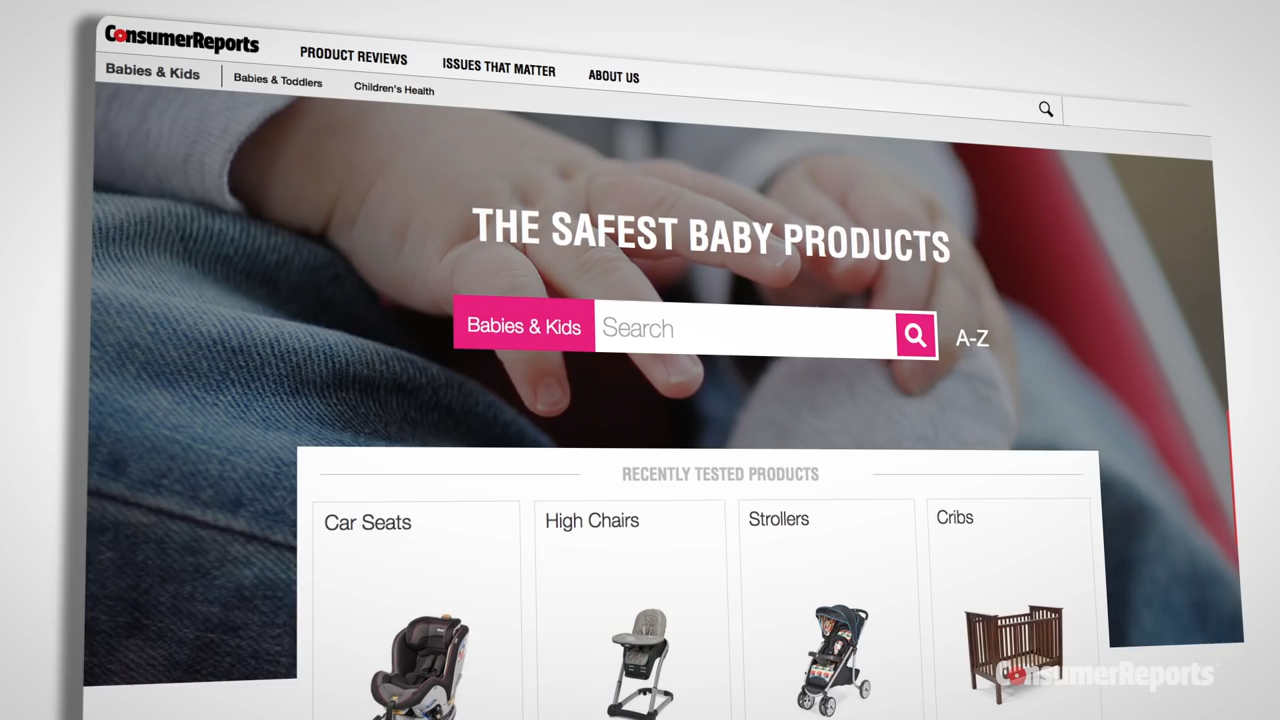 ConsumerReports
PRODUCT REVIEWS
ISSUES THAT MATTER
ABOUT US
Babies & Kids
Babies & Toddlers
Children's Health
THE SAFEST BABY PRODUCTS
Babies & Kids
Search
A-Z
RECENTLY TESTED PRODUCTS
Car Seats
High Chairs
Strollers
Cribs
ConsumerReports